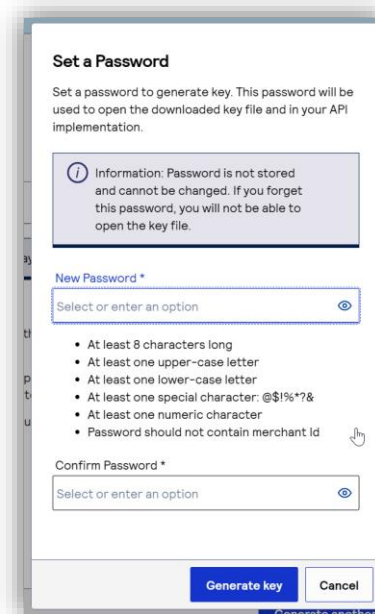 Set a Password
Set a password to generate key. This password will be
used to open the downloaded key file and in your API
implementation.
Information: Password is not stored
and cannot be changed. If you forget
this password, you will not be able to
open the key file.
New Password *
Select or enter an option
• At least 8 characters long
• At least one upper-case letter
• At least one lower-case letter
• At least one special character: @$!%*?&
• At least one numeric character
• Password should not contain merchant Id
Confirm Password *
Select or enter an option
Generate key
Cancel
Generate another